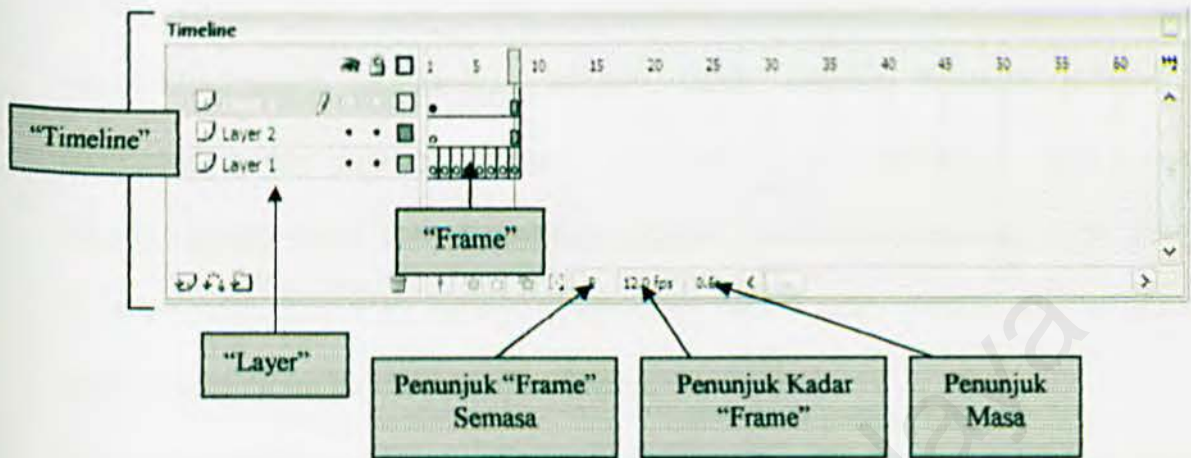 Timeline
1 5 10 15 20 25 30 35 40 45 50 55 60
Layer 2
Layer 1
“Timeline”
“Frame”
12.0 fps
“Layer”
Penunjuk “Frame”
Semasa
Penunjuk Kadar
“Frame”
Penunjuk
Masa